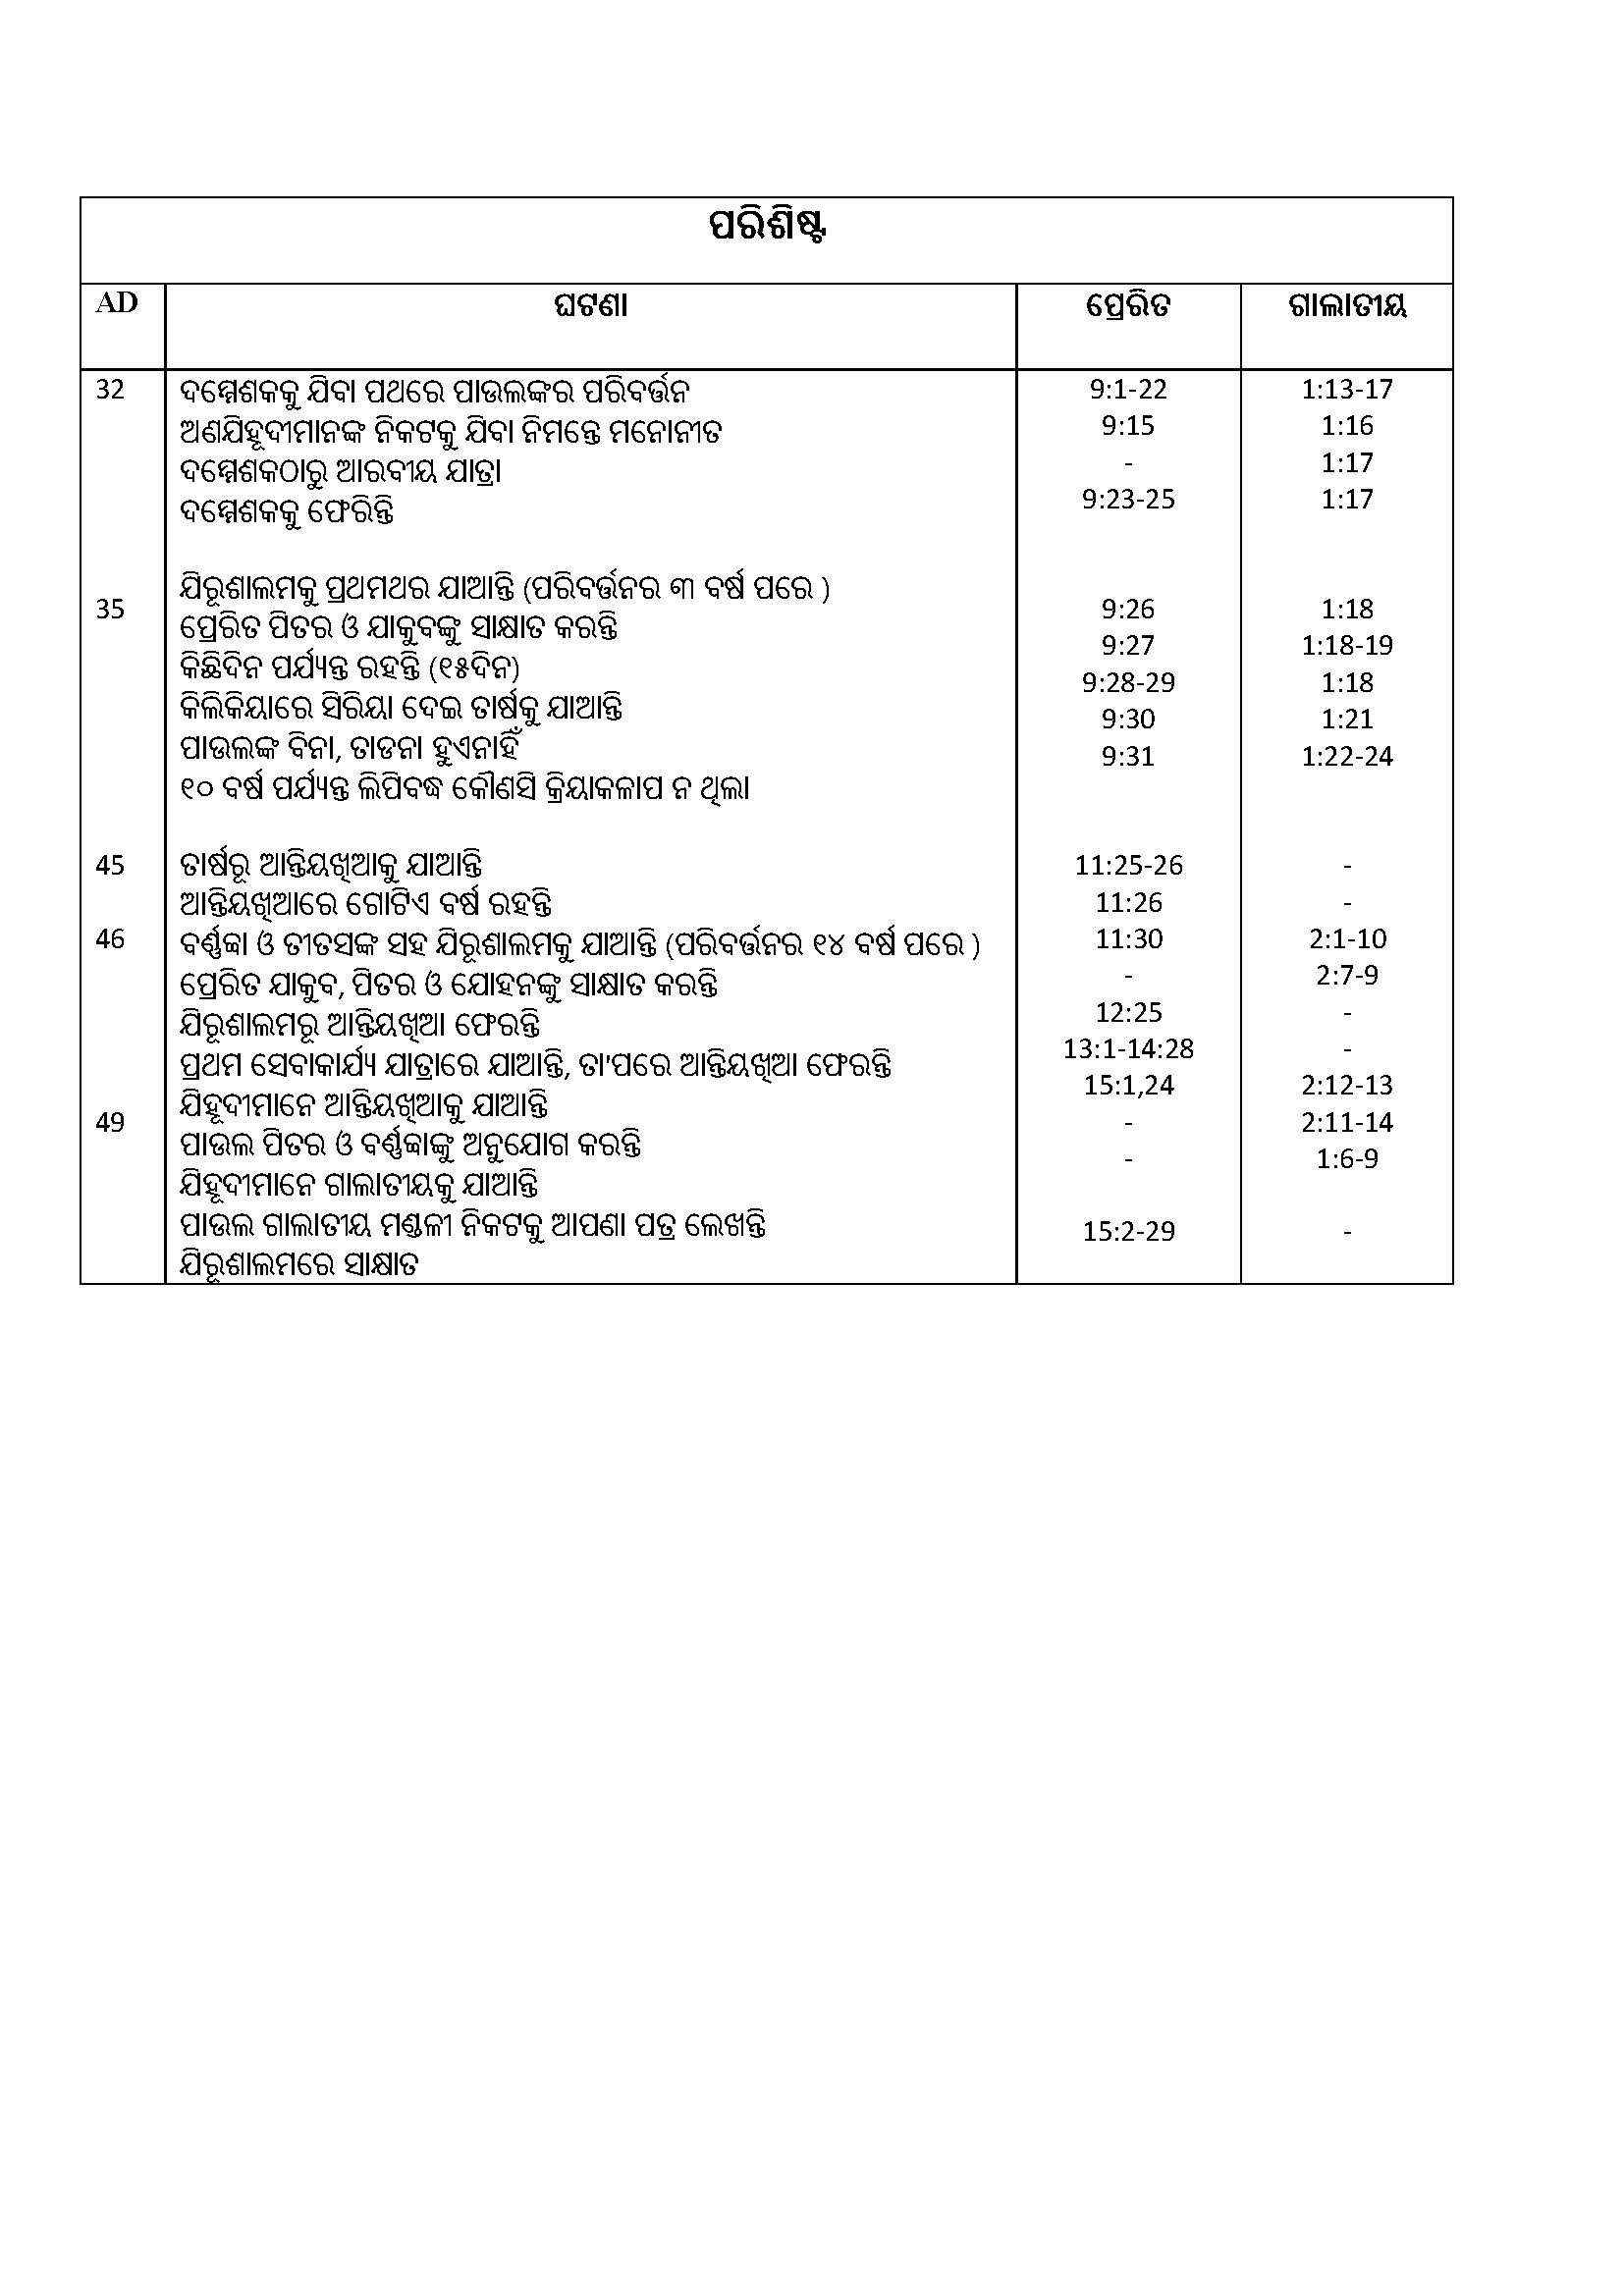 ପରିଶିଷ୍ଟ
AD ଘଟଣା ପ୍ରେରିତ ଗାଲାତୀୟ
32 ଦମ୍ମେଶକକୁ ଯିବା ପଥରେ ପାଉଲଙ୍କର ପରିବର୍ତ୍ତନ 9:1-22 1:13-17
ଅଣଯିହୂଦୀମାନଙ୍କ ନିକଟକୁ ଯିବା ନିମନ୍ତେ ମନୋନୀତ 9:15 1:16
ଦମ୍ମେଶକଠାରୁ ଆରବୀୟ ଯାତ୍ରା - 1:17
ଦମ୍ମେଶକକୁ ଫେରିନ୍ତି 9:23-25 1:17
ଯିରୂଶାଲମକୁ ପ୍ରଥମଥର ଯାଆନ୍ତି (ପରିବର୍ତ୍ତନର ୩ ବର୍ଷ ପରେ )
35 ପ୍ରେରିତ ପିତର ଓ ଯାକୁବଙ୍କୁ ସାକ୍ଷାତ କରନ୍ତି 9:26 1:18
କିଛିଦିନ ପର୍ଯ୍ୟନ୍ତ ରହନ୍ତି (୧୫ଦିନ) 9:27 1:18-19
କିଲିକିୟାରେ ସିରିୟା ଦେଇ ତାର୍ଷକୁ ଯାଆନ୍ତି 9:28-29 1:18
ପାଉଲଙ୍କ ବିନା, ତାଡନା ହୁଏନାହିଁ 9:30 1:21
୧୦ ବର୍ଷ ପର୍ଯ୍ୟନ୍ତ ଲିପିବଦ୍ଧ କୌଣସି କ୍ରିୟାକଳାପ ନ ଥିଲା 9:31 1:22-24
45 ତାର୍ଷରୂ ଆନ୍ତିୟଖିଆକୁ ଯାଆନ୍ତି 11:25-26 -
ଆନ୍ତିୟଖିଆରେ ଗୋଟିଏ ବର୍ଷ ରହନ୍ତି 11:26 -
46 ବର୍ଣ୍ଣବ୍ବା ଓ ତୀତସଙ୍କ ସହ ଯିରୂଶାଲମକୁ ଯାଆନ୍ତି (ପରିବର୍ତ୍ତନର ୧୪ ବର୍ଷ ପରେ ) 11:30 2:1-10
ପ୍ରେରିତ ଯାକୁବ, ପିତର ଓ ଯୋହନଙ୍କୁ ସାକ୍ଷାତ କରନ୍ତି - 2:7-9
ଯିରୂଶାଲମରୂ ଆନ୍ତିୟଖିଆ ଫେରନ୍ତି 12:25 -
ପ୍ରଥମ ସେବାକାର୍ଯ୍ୟ ଯାତ୍ରାରେ ଯାଆନ୍ତି, ତା'ପରେ ଆନ୍ତିୟଖିଆ ଫେରନ୍ତି 13:1-14:28 -
ଯିହୂଦୀମାନେ ଆନ୍ତିୟଖିଆକୁ ଯାଆନ୍ତି 15:1,24 2:12-13
49 ପାଉଲ ପିତର ଓ ବର୍ଣ୍ଣବ୍ବାଙ୍କୁ ଅନୁଯୋଗ କରନ୍ତି - 2:11-14
ଯିହୂଦୀମାନେ ଗାଲାତୀୟକୁ ଯାଆନ୍ତି - 1:6-9
ପାଉଲ ଗାଲାତୀୟ ମଣ୍ଡଳୀ ନିକଟକୁ ଆପଣା ପତ୍ର ଲେଖନ୍ତି 15:2-29 -
ଯିରୂଶାଲମରେ ସାକ୍ଷାତ